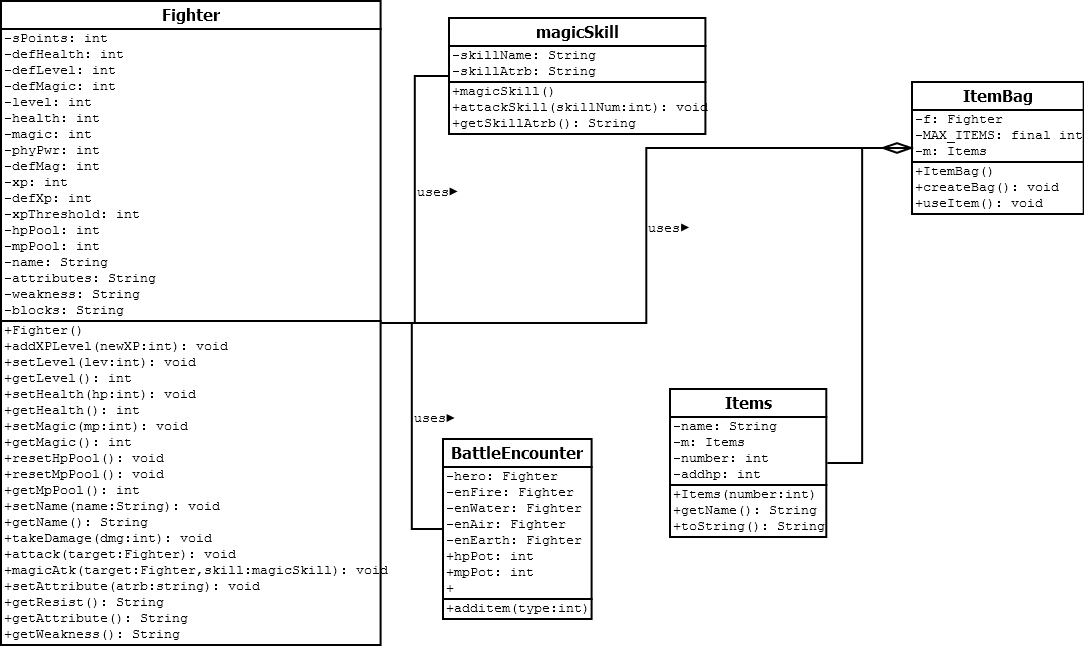 Fighter
-sPoints: int
-defHealth: int
-defLevel: int
-defMagic: int
-level: int
-health: int
-magic: int
-phyPwr: int
-defMag: int
-xp: int
-defXp: int
-xpThreshold: int
-hpPool: int
-mpPool: int
-name: String
-attributes: String
-weakness: String
-blocks: String
+Fighter()
+addXPLevel(newXP:int): void
+setLevel(lev:int): void
+getLevel(): int
+setHealth(hp:int): void
+getHealth(): int
+setMagic(mp:int): void
+getMagic(): int
+resetHpPool(): void
+resetMpPool(): void
+getMpPool(): int
+setName(name:String): void
+getName(): String
+takeDamage(dmg:int): void
+attack(target:Fighter): void
+magicAtk(target:Fighter,skill:magicSkill): void
+setAttribute(atrb:string): void
+getResist(): String
+getAttribute(): String
+getWeakness(): String
magicSkill
-skillName: String
-skillAtrb: String
+magicSkill()
+attackSkill(skillNum:int): void
+getSkillAtrb(): String
uses►
uses►
uses►
ItemBag
-f: Fighter
-MAX_ITEMS: final int
-m: Items
+ItemBag()
+createBag(): void
+useItem(): void
Items
-name: String
-m: Items
-number: int
-addhp: int
+Items(number:int)
+getName(): String
+toString(): String
BattleEncounter
-hero: Fighter
-enFire: Fighter
-enWater: Fighter
-enAir: Fighter
-enEarth: Fighter
+hpPot: int
+mpPot: int
+
+additem(type:int)